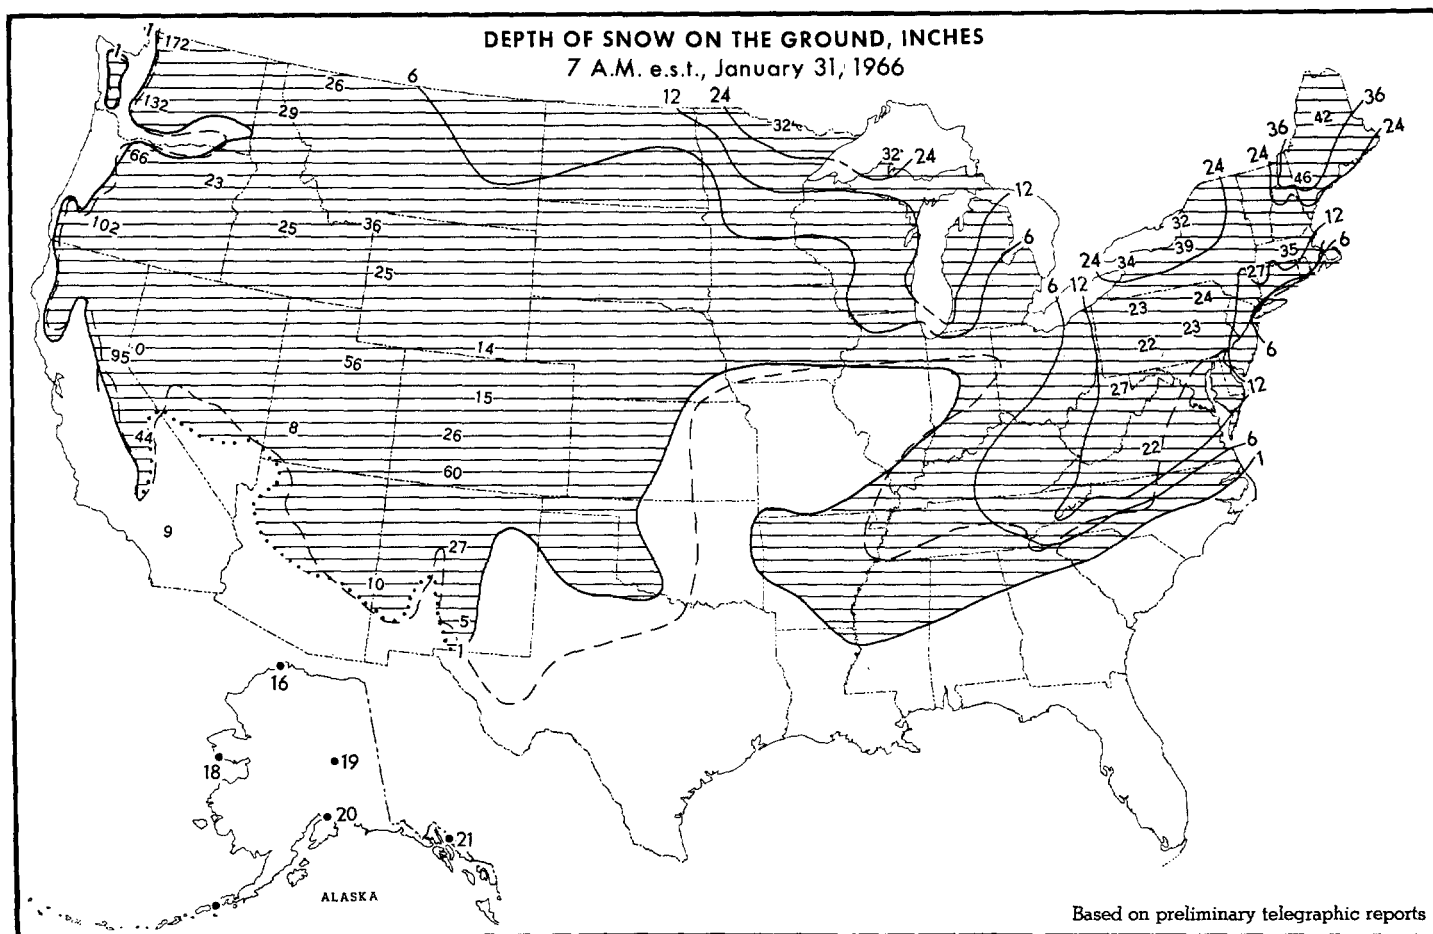 DEPTH OF SNOW ON THE GROUND, INCHES
7 A.M. e.s.t., January 31, 1966
1 1 172
26 6 12 24
132 29 32 42 36
36 24
66 32 24 24 24
23 46 12
102 25 36 32 12
6 39 35 6
25 24 34 27
6 12 24
23
23
95 0 56 14 22 6
15 27 12
44 8 26 22 6
60 1
9 27
10
5
1
16
18 19
20
21
ALASKA
Based on preliminary telegraphic reports